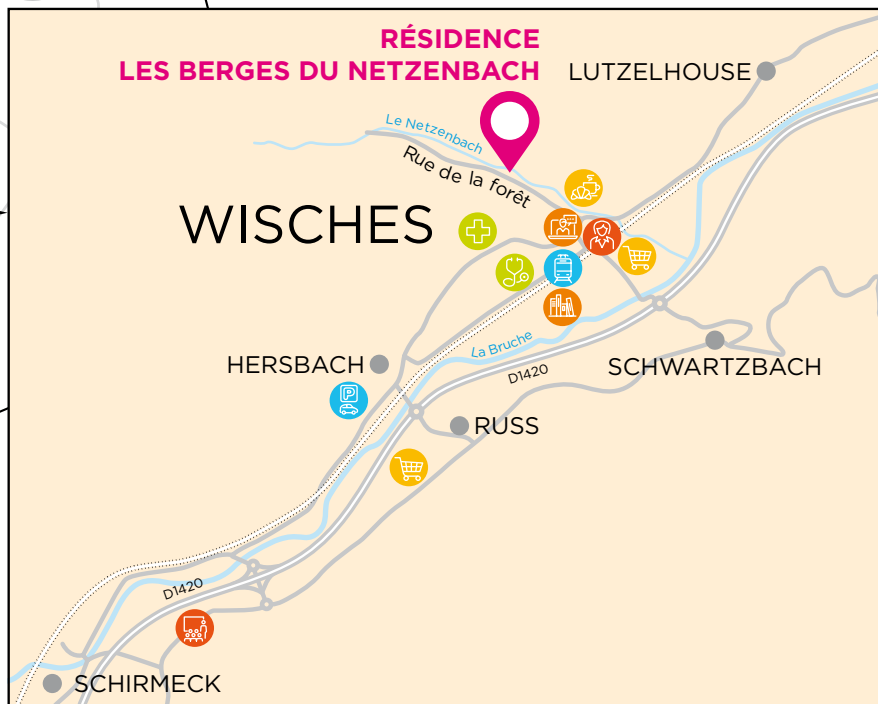 RÉSIDENCE
LES BERGES DU NETZENBACH
LUTZELHOUSE
Le Netzenbach
Rue de la forêt
WISCHES
La Bruche
HERSBACH
D1420
SCHWARTZBACH
P
RUSS
D1420
SCHIRMECK